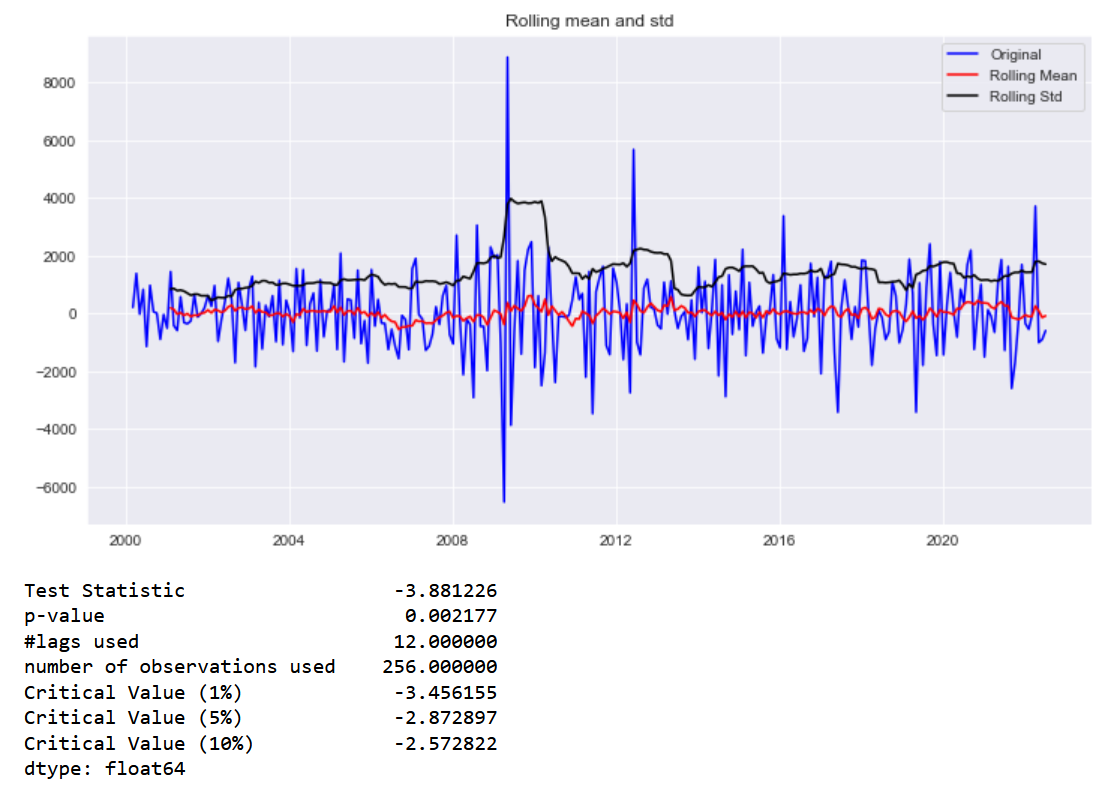 Rolling mean and std
Original
Rolling Mean
Rolling Std
8000
6000
4000
2000
0
−2000
−4000
−6000
2000 2004 2008 2012 2016 2020
Test Statistic -3.881226
p-value 0.002177
#lags used 12.000000
number of observations used 256.000000
Critical Value (1%) -3.456155
Critical Value (5%) -2.872897
Critical Value (10%) -2.572822
dtype: float64